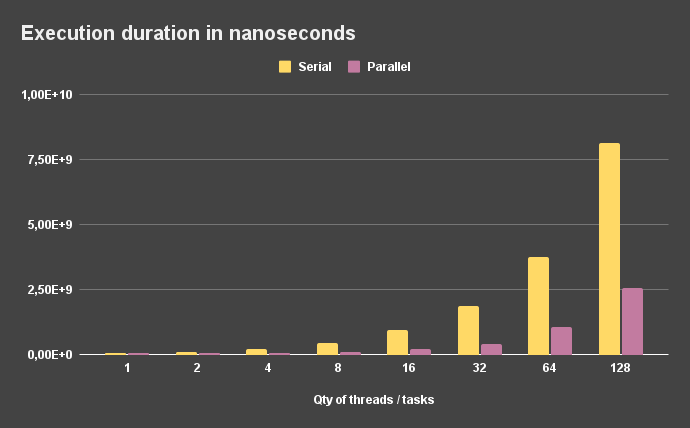 Execution duration in nanoseconds
Serial Parallel
1,00E+10
7,50E+9
5,00E+9
2,50E+9
0,00E+0
1 2 4 8 16 32 64 128
Qty of threads / tasks